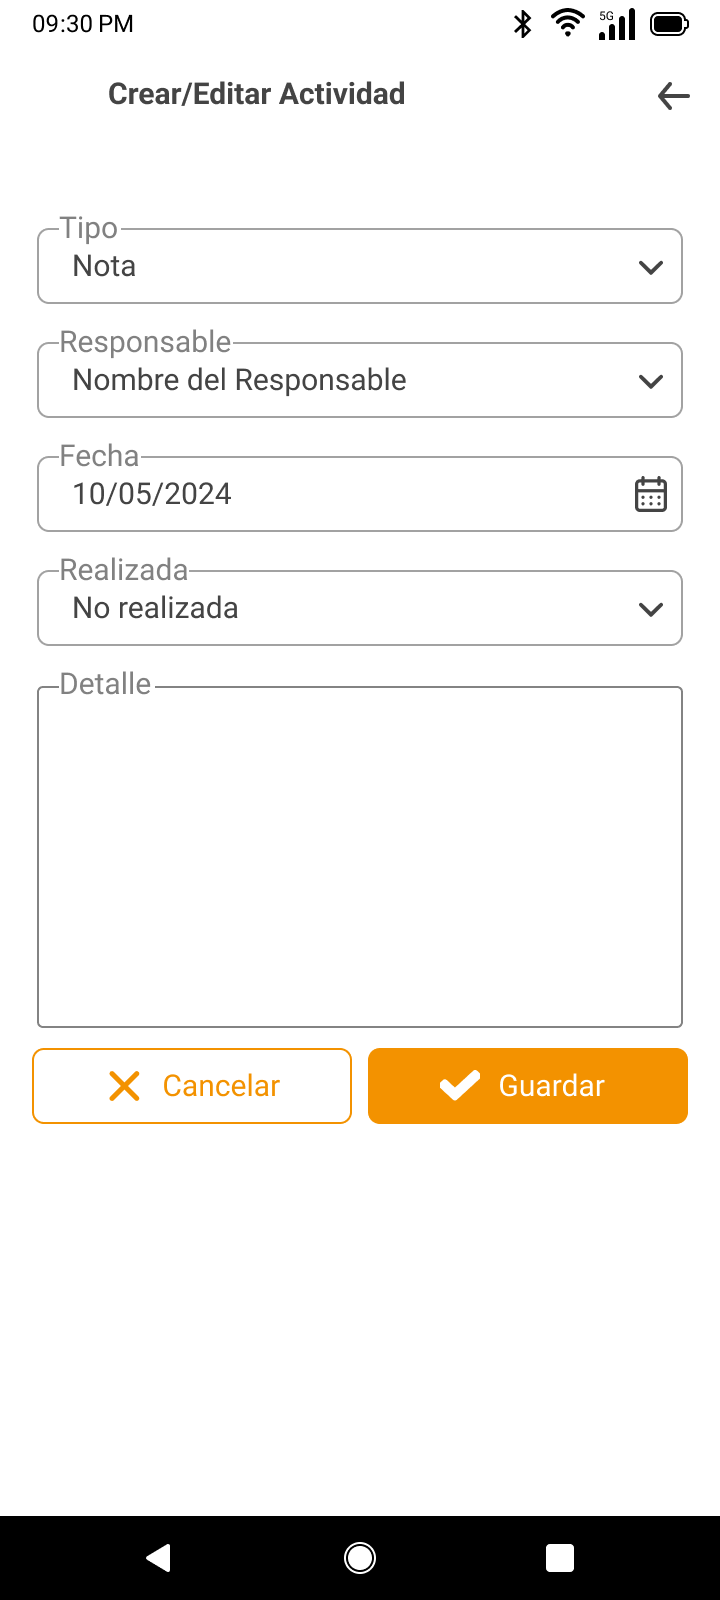 09:30 PM
5G
Crear/Editar Actividad
Tipo
Nota
Responsable
Nombre del Responsable
Fecha
10/05/2024
Realizada
No realizada
Detalle
Cancelar
Guardar